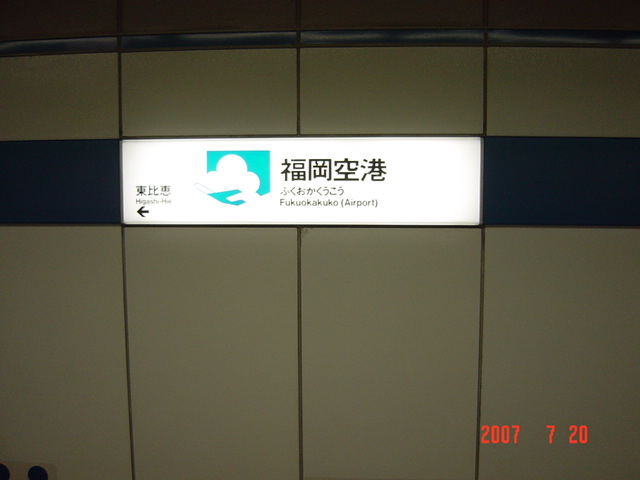 東比恵
Higashi-Hie
←
福岡空港
ふくおかくうこう
Fukuokakuko (Airport)
2007 7 20